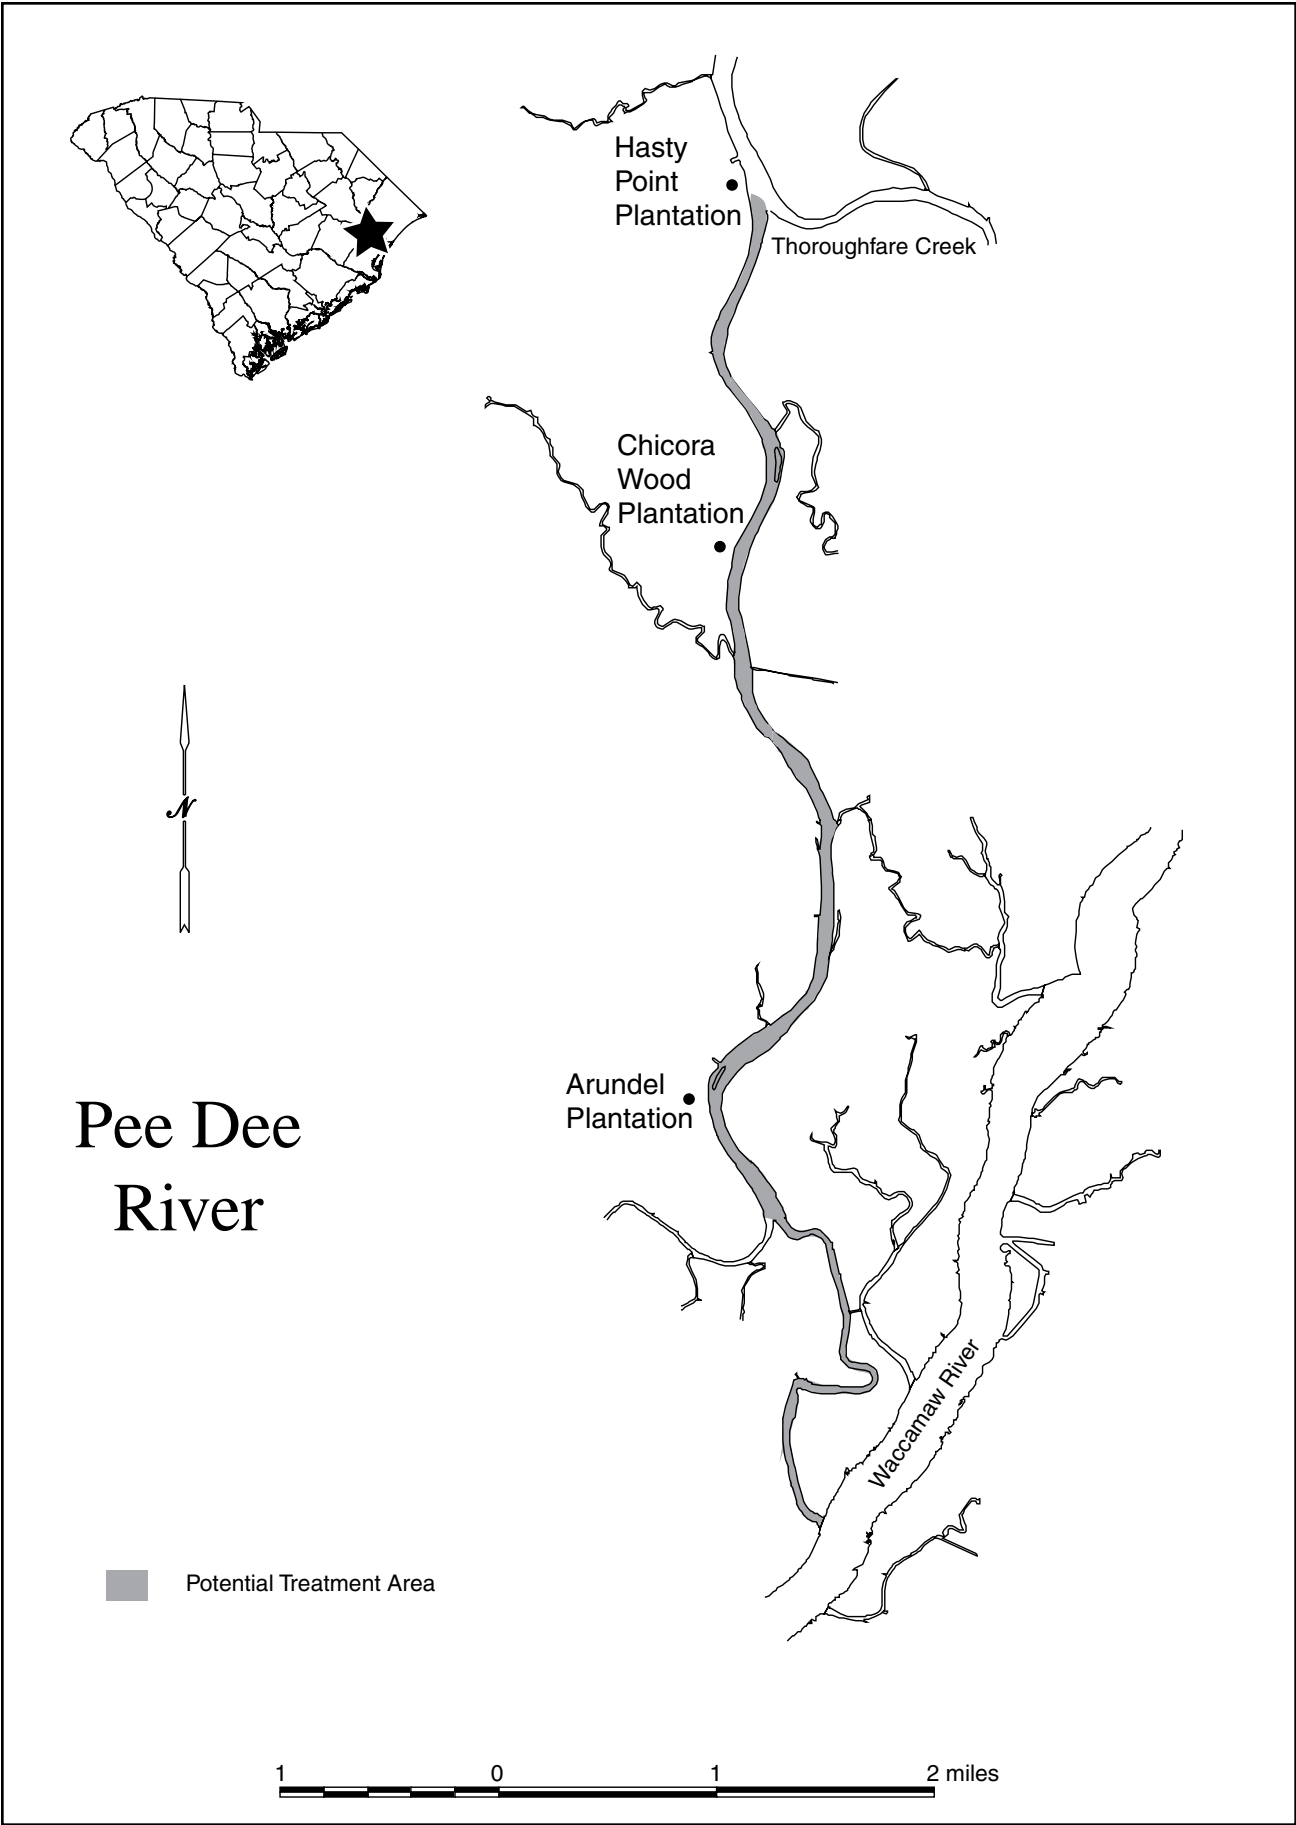 Hasty
Point
Plantation
Thoroughfare Creek
Chicora
Wood
Plantation
N
Arundel
Plantation
Pee Dee
River
Waccamaw River
Potential Treatment Area
1 0 1 2 miles